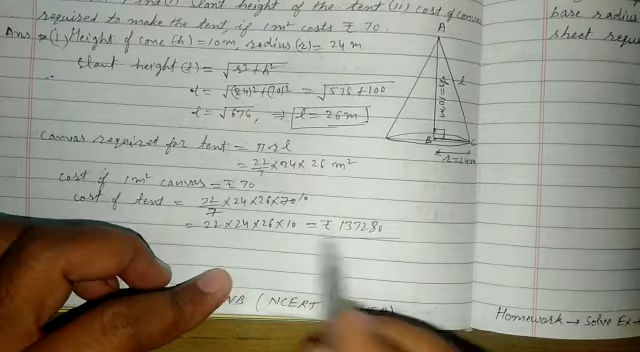 Slant height of the tent (ii) cost of canvas
required to make the tent, if 1m² costs ₹ 70.
Ans ⇒ (i) Height of cone (h) = 10m, radius (r) = 24 m
Slant height (l) = √r²+h²
l = √(24)²+(10)² = √576+100
l = √676, ⇒ l = 26m
Canvas required for tent = πrl
= 22/7 × 24 × 26 m²
Cost of 1m² canvas = ₹ 70
Cost of tent = 22/7 × 24 × 26 × 70
= 22 × 24 × 26 × 10 = ₹ 137280
(NCERT
A
l
B
C
r = 24m
base radius
sheet requ
Homework → Solve Ex